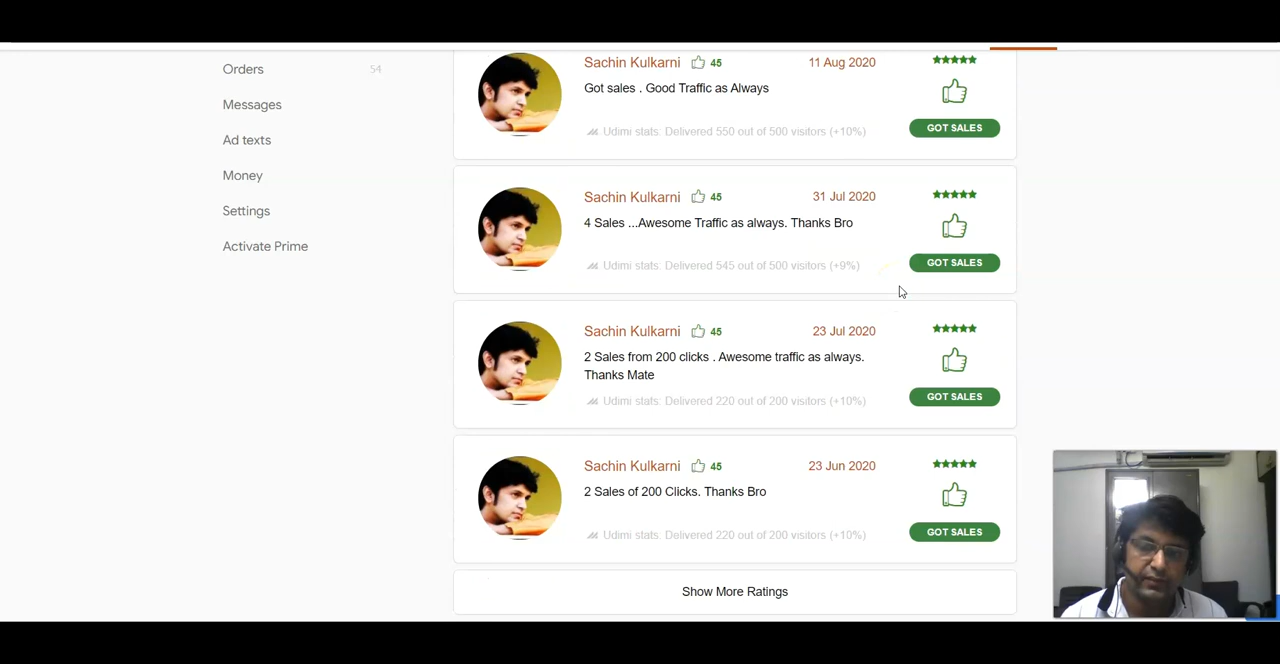 Orders 54
Messages
Ad texts
Money
Settings
Activate Prime
Sachin Kulkarni 45 11 Aug 2020
Got sales . Good Traffic as Always
Udimi stats: Delivered 550 out of 500 visitors (+10%)
GOT SALES
Sachin Kulkarni 45 31 Jul 2020
4 Sales ...Awesome Traffic as always. Thanks Bro
Udimi stats: Delivered 545 out of 500 visitors (+9%)
GOT SALES
Sachin Kulkarni 45 23 Jul 2020
2 Sales from 200 clicks . Awesome traffic as always.
Thanks Mate
Udimi stats: Delivered 220 out of 200 visitors (+10%)
GOT SALES
Sachin Kulkarni 45 23 Jun 2020
2 Sales of 200 Clicks. Thanks Bro
Udimi stats: Delivered 220 out of 200 visitors (+10%)
GOT SALES
Show More Ratings